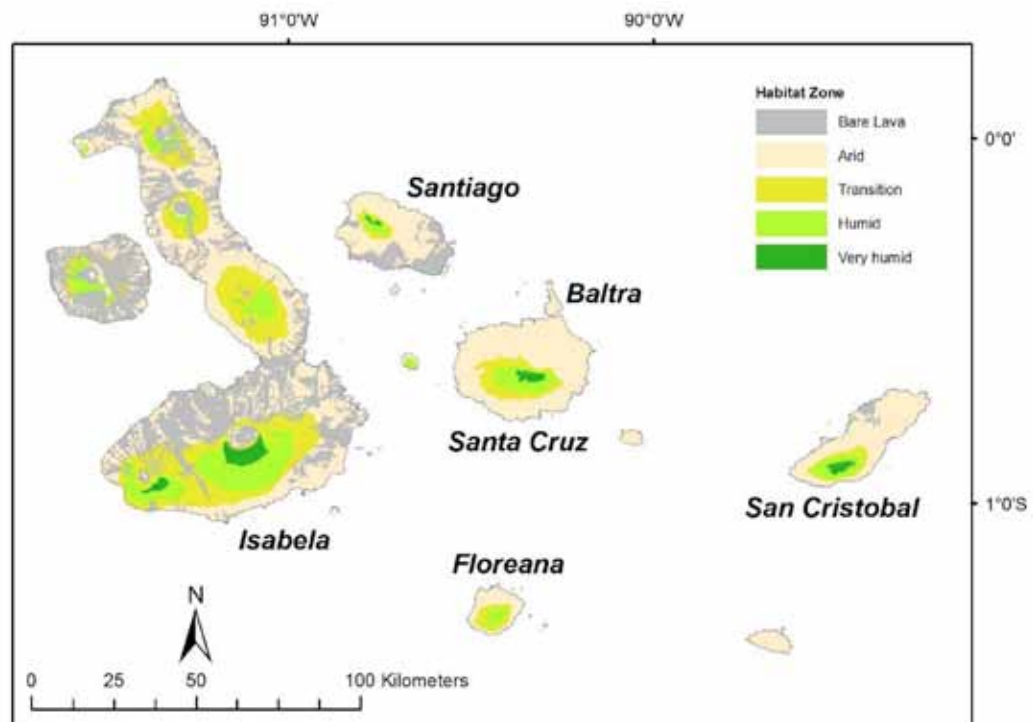 91°0'W 90°0'W
Habitat Zone
Bare Lava
0°0'
Arid
Santiago
Transition
Humid
Very humid
Baltra
Santa Cruz
San Cristobal
1°0'S
Isabela
Floreana
N
0 25 50 100 Kilometers